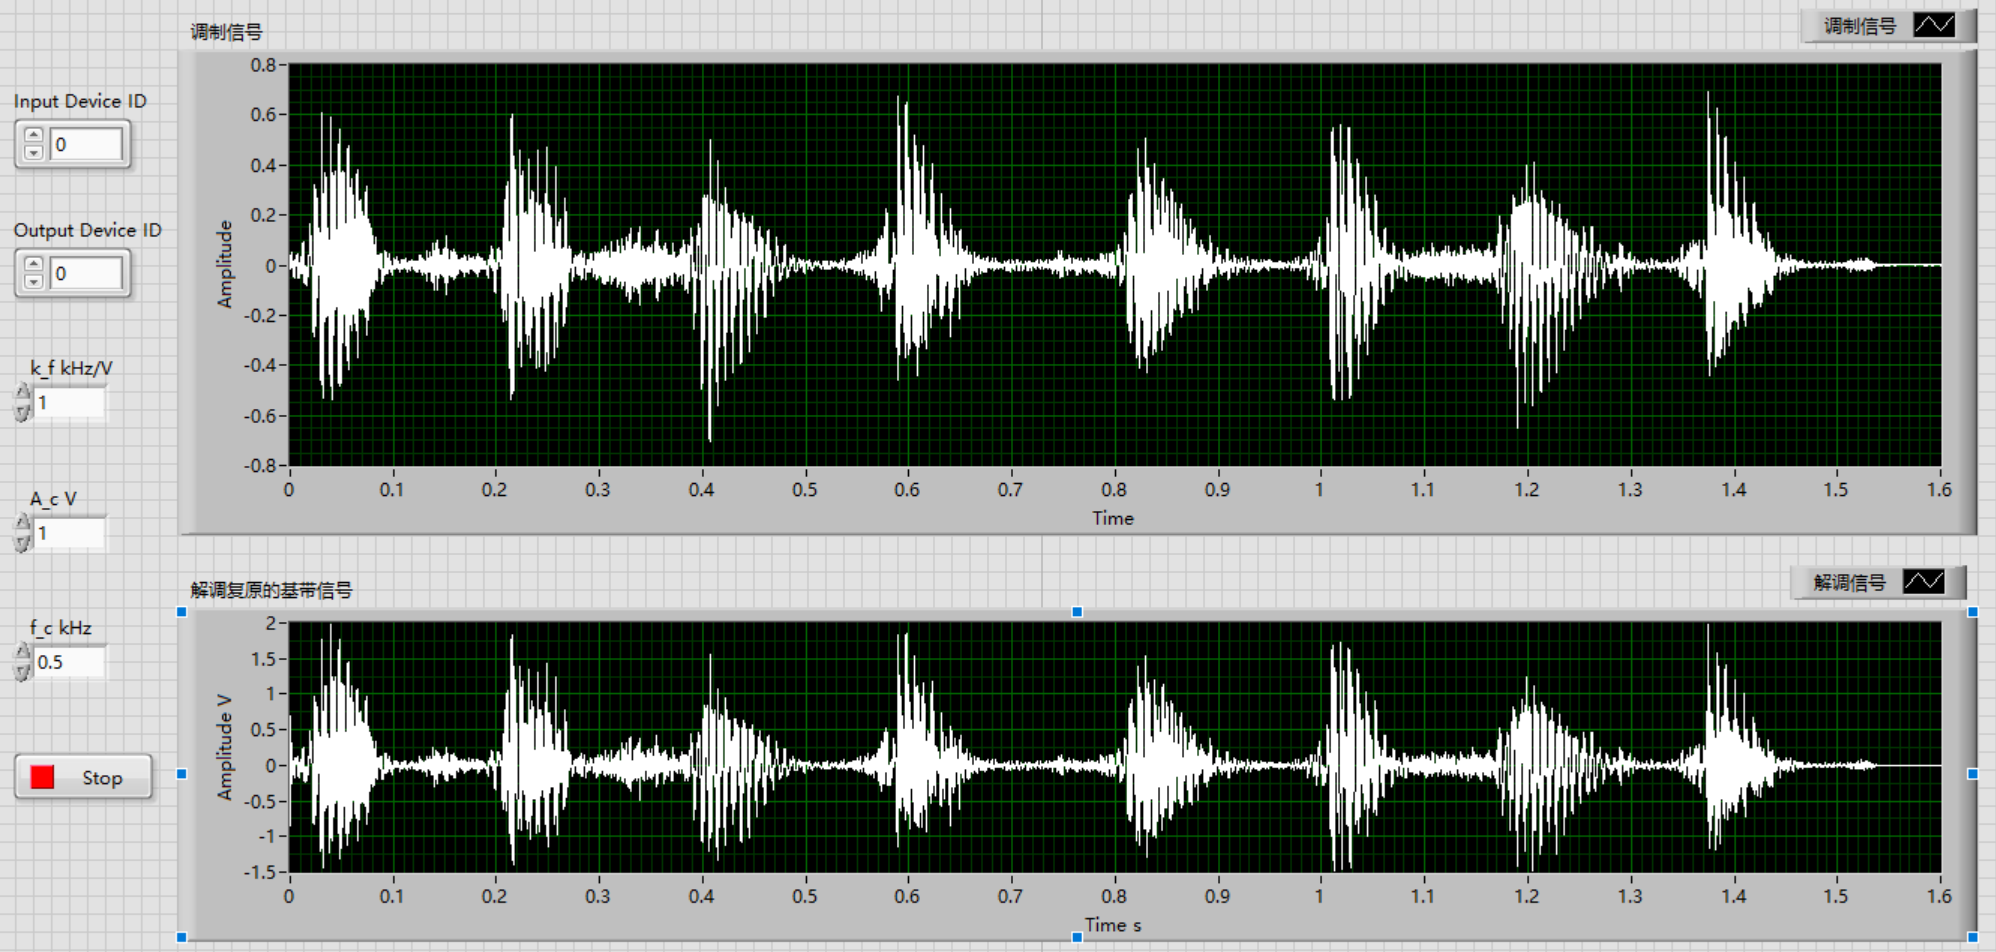 调制信号
调制信号
Input Device ID
0
Output Device ID
0
k_f kHz/V
1
A_c V
1
f_c kHz
0.5
Stop
Amplitude
0.8
0.6
0.4
0.2
0
-0.2
-0.4
-0.6
-0.8
0 0.1 0.2 0.3 0.4 0.5 0.6 0.7 0.8 0.9 1 1.1 1.2 1.3 1.4 1.5 1.6
Time
解调复原的基带信号
解调信号
Amplitude V
2
1.5
1
0.5
0
-0.5
-1
-1.5
0 0.1 0.2 0.3 0.4 0.5 0.6 0.7 0.8 0.9 1 1.1 1.2 1.3 1.4 1.5 1.6
Time s